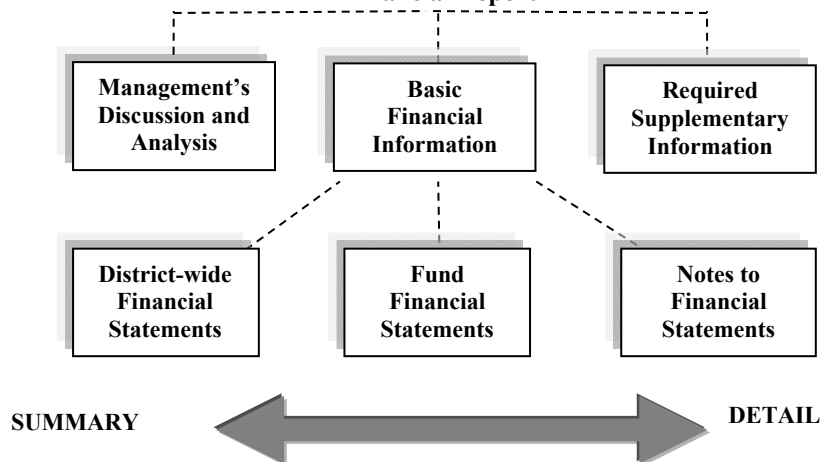 Management's
Discussion and
Analysis
Basic
Financial
Information
Required
Supplementary
Information
District-wide
Financial
Statements
Fund
Financial
Statements
Notes to
Financial
Statements
SUMMARY
DETAIL